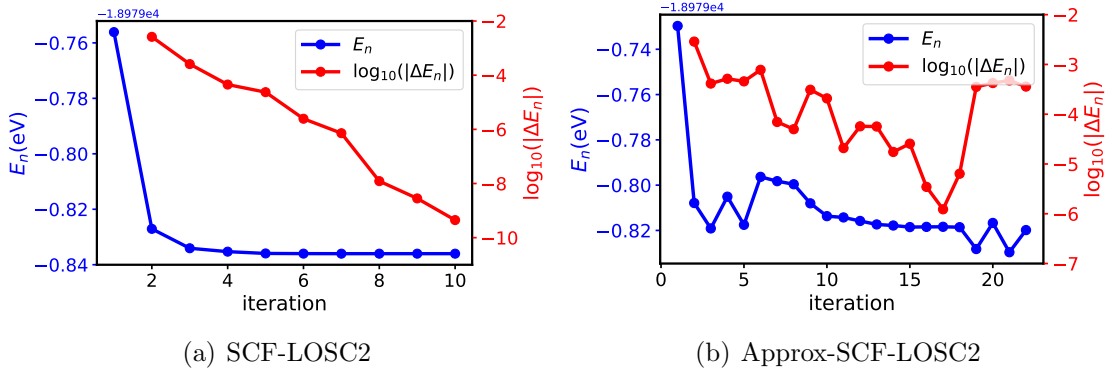 −1.8979e4
E_n(eV)
−0.76
−0.78
−0.80
−0.82
−0.84
2
4
6
8
10
iteration
−2
−4
−6
−8
−10
log₁₀(|ΔE_n|)
E_n
log₁₀(|ΔE_n|)
(a) SCF-LOSC2
−1.8979e4
E_n(eV)
−0.74
−0.76
−0.78
−0.80
−0.82
0
5
10
15
20
iteration
−2
−3
−4
−5
−6
−7
log₁₀(|ΔE_n|)
E_n
log₁₀(|ΔE_n|)
(b) Approx-SCF-LOSC2